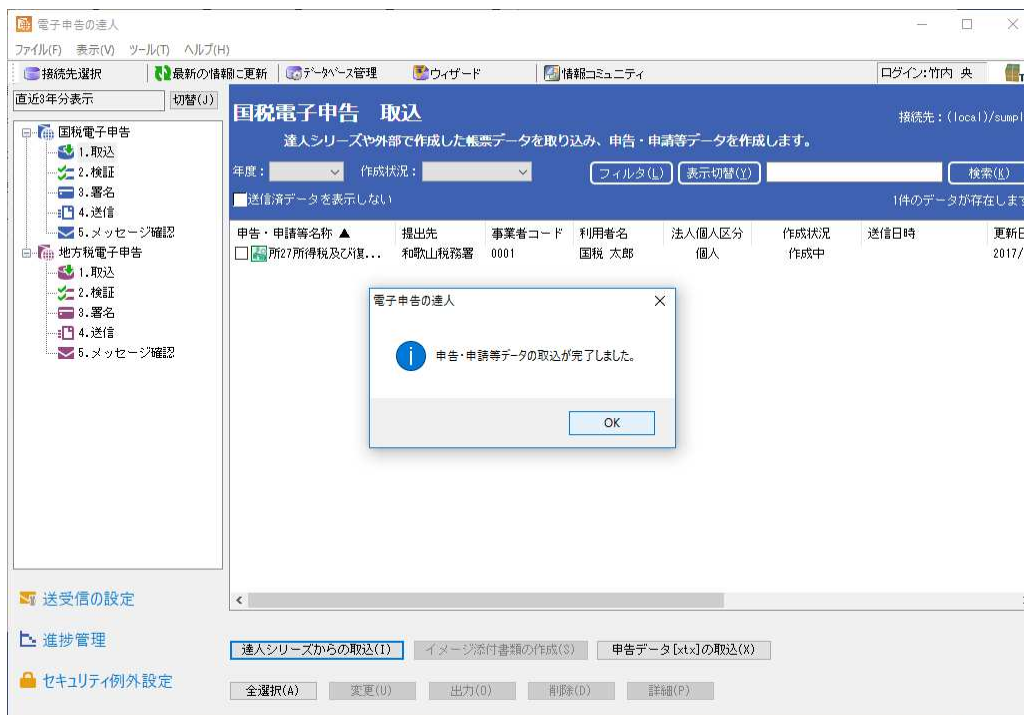 電子申告の達人
ファイル(F) 表示(V) ツール(T) ヘルプ(H)
接続先選択 最新の情報に更新 データベース管理 ウィザード 情報コミュニティ ログイン:竹内 央
直近3年分表示 切替(J)
国税電子申告
1.取込
2.検証
3.署名
4.送信
5.メッセージ確認
地方税電子申告
1.取込
2.検証
3.署名
4.送信
5.メッセージ確認
送受信の設定
進捗管理
セキュリティ例外設定
国税電子申告 取込
接続先:(local)/sumpl
達人シリーズや外部で作成した帳票データを取り込み、申告・申請等データを作成します。
年度: 作成状況: フィルタ(L) 表示切替(Y) 検索(K)
送信済データを表示しない 1件のデータが存在します
申告・申請等名称 ▲ 提出先 事業者コード 利用者名 法人個人区分 作成状況 送信日時 更新日
所27所得税及び復... 和歌山税務署 0001 国税 太郎 個人 作成中 2017/
電子申告の達人
申告・申請等データの取込が完了しました。
OK
達人シリーズからの取込(I) イメージ添付書類の作成(S) 申告データ[xtx]の取込(X)
全選択(A) 変更(U) 出力(O) 削除(D) 詳細(P)